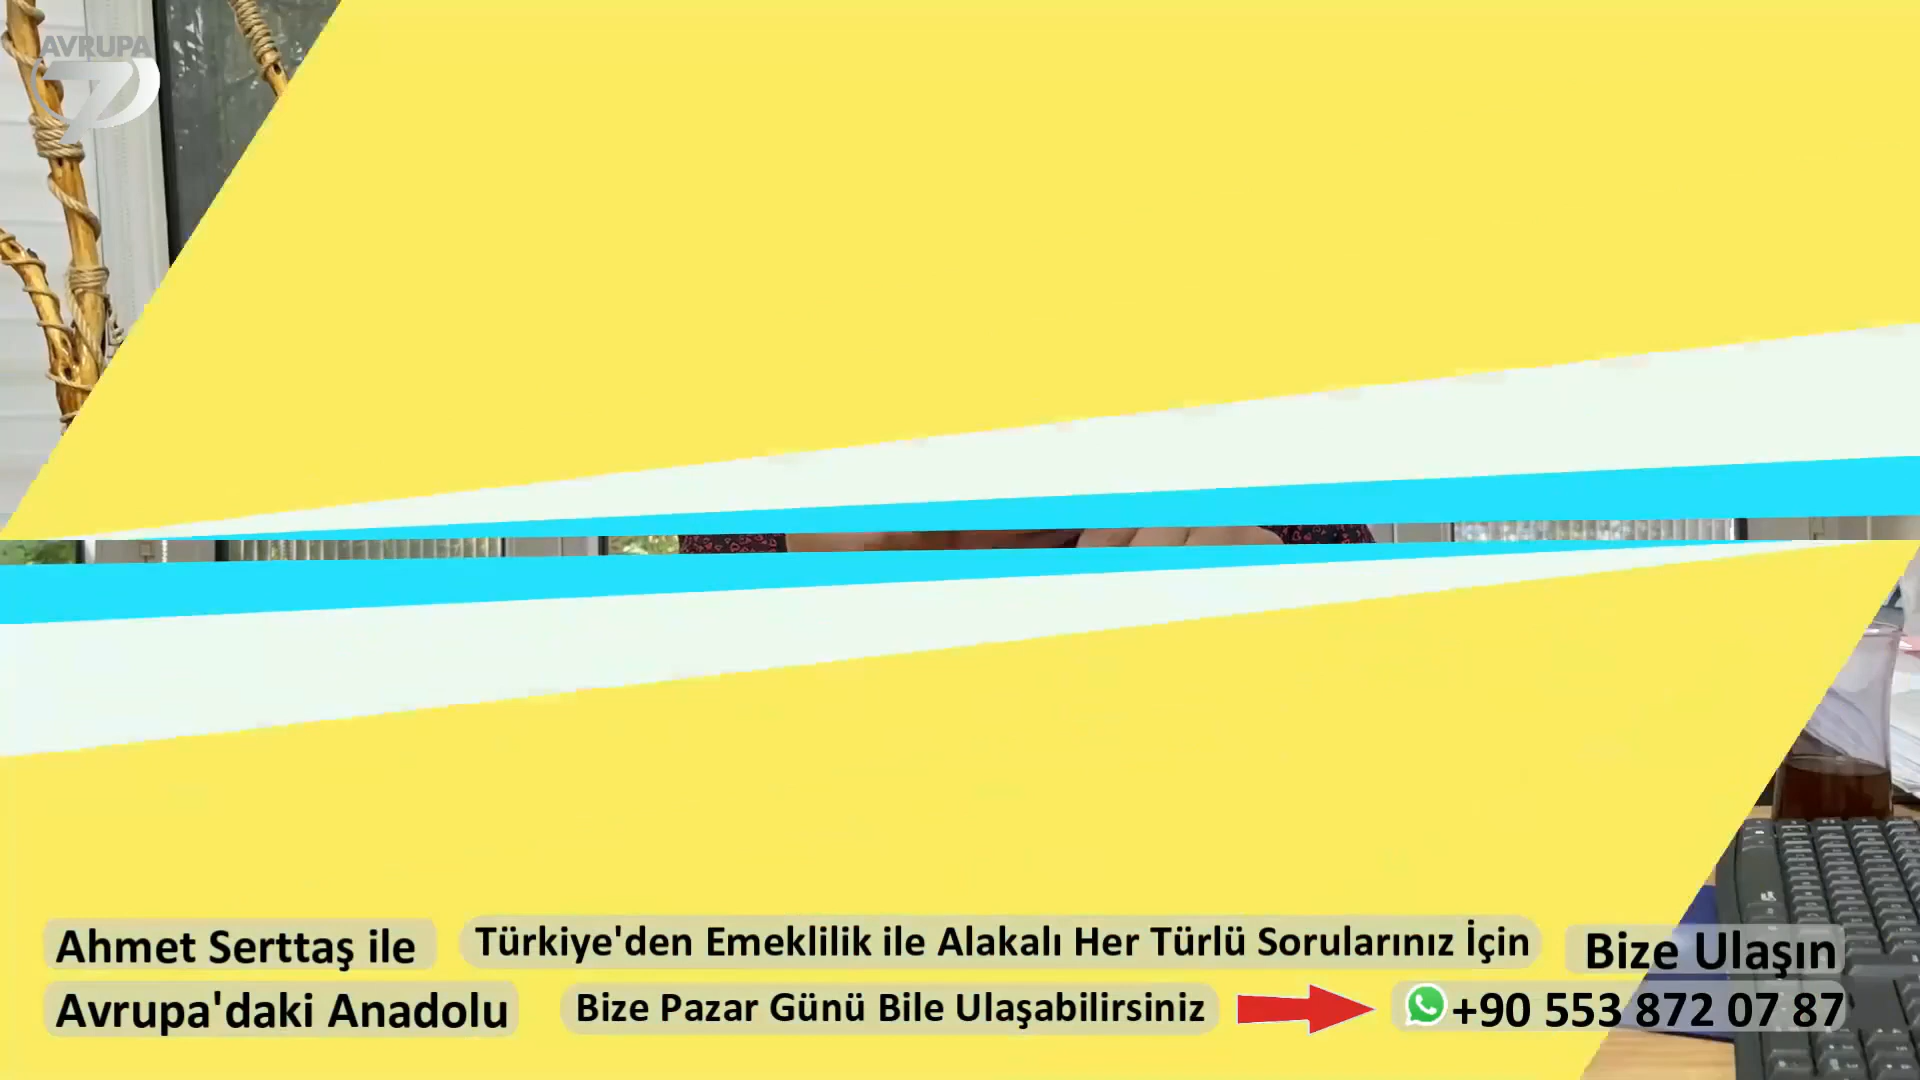 AVRUPA
7
Ahmet Serttaş ile
Avrupa'daki Anadolu
Türkiye'den Emeklilik ile Alakalı Her Türlü Sorularınız İçin
Bize Pazar Günü Bile Ulaşabilirsiniz
Bize Ulaşın
+90 553 872 07 87